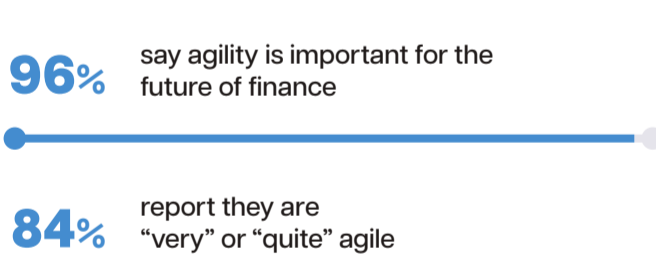 96% say agility is important for the
future of finance
84% report they are
“very” or “quite” agile